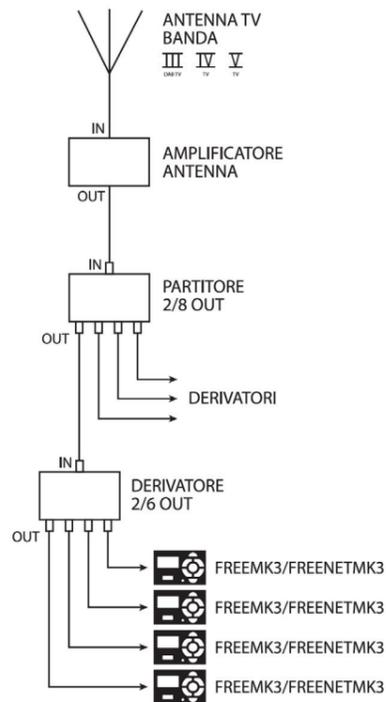 ANTENNA TV
BANDA
III IV V
DAB TV TV TV
IN
AMPLIFICATORE
ANTENNA
OUT
IN
PARTITORE
2/8 OUT
OUT
DERIVATORI
IN
DERIVATORE
2/6 OUT
OUT
FREEMK3/FREENETMK3
FREEMK3/FREENETMK3
FREEMK3/FREENETMK3
FREEMK3/FREENETMK3